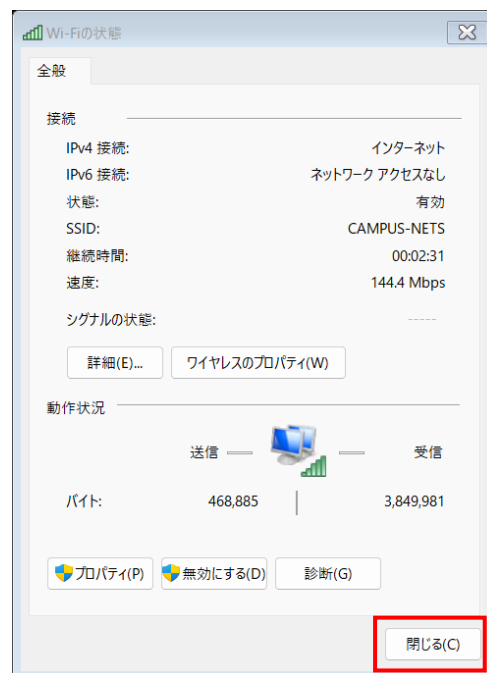 Wi-Fiの状態
全般
接続
IPv4 接続: インターネット
IPv6 接続: ネットワーク アクセスなし
状態: 有効
SSID: CAMPUS-NETS
継続時間: 00:02:31
速度: 144.4 Mbps
シグナルの状態: -----
詳細(E)... ワイヤレスのプロパティ(W)
動作状況
送信 受信
バイト: 468,885 3,849,981
プロパティ(P) 無効にする(D) 診断(G)
閉じる(C)